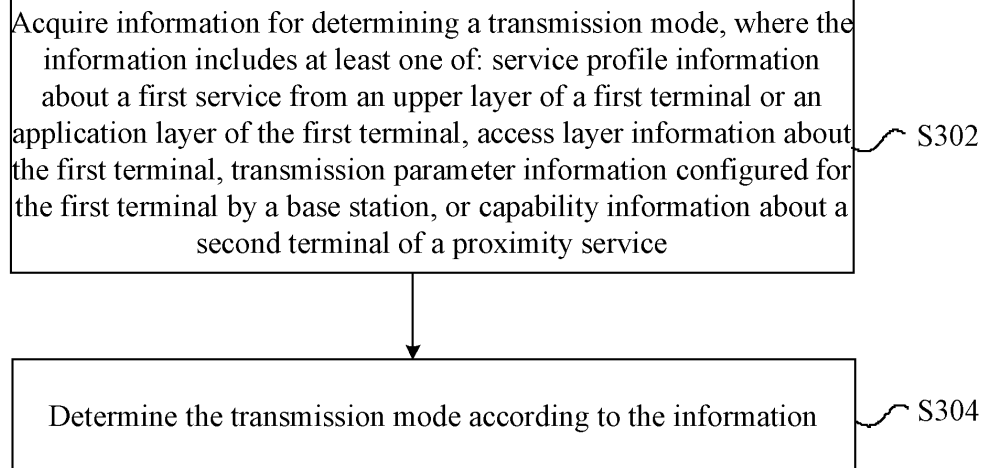 Acquire information for determining a transmission mode, where the
information includes at least one of: service profile information
about a first service from an upper layer of a first terminal or an
application layer of the first terminal, access layer information about
the first terminal, transmission parameter information configured for
the first terminal by a base station, or capability information about a
second terminal of a proximity service
S302
Determine the transmission mode according to the information
S304